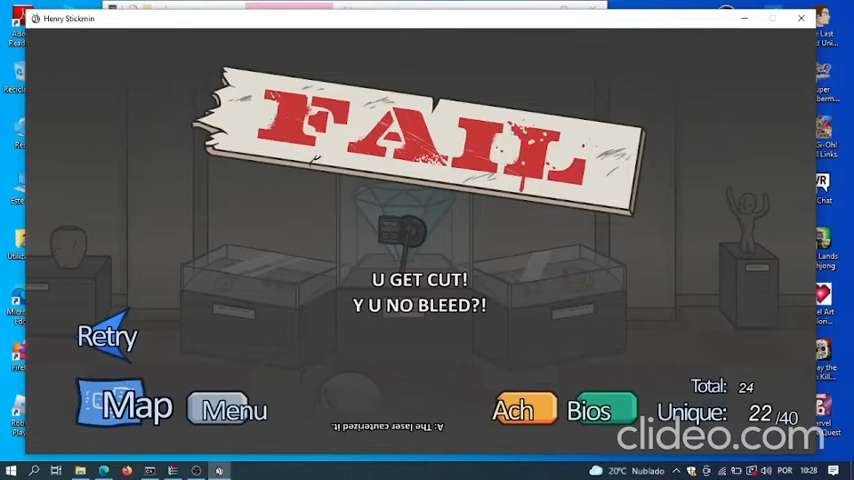 Henry Stickmin
FAIL
U GET CUT!
Y U NO BLEED?!
Retry
Map
Menu
Ach
Bios
Total: 24
Unique: 22 /40
A: The laser cauterized it.
clideo.com
20°C Nublado
POR
10:28